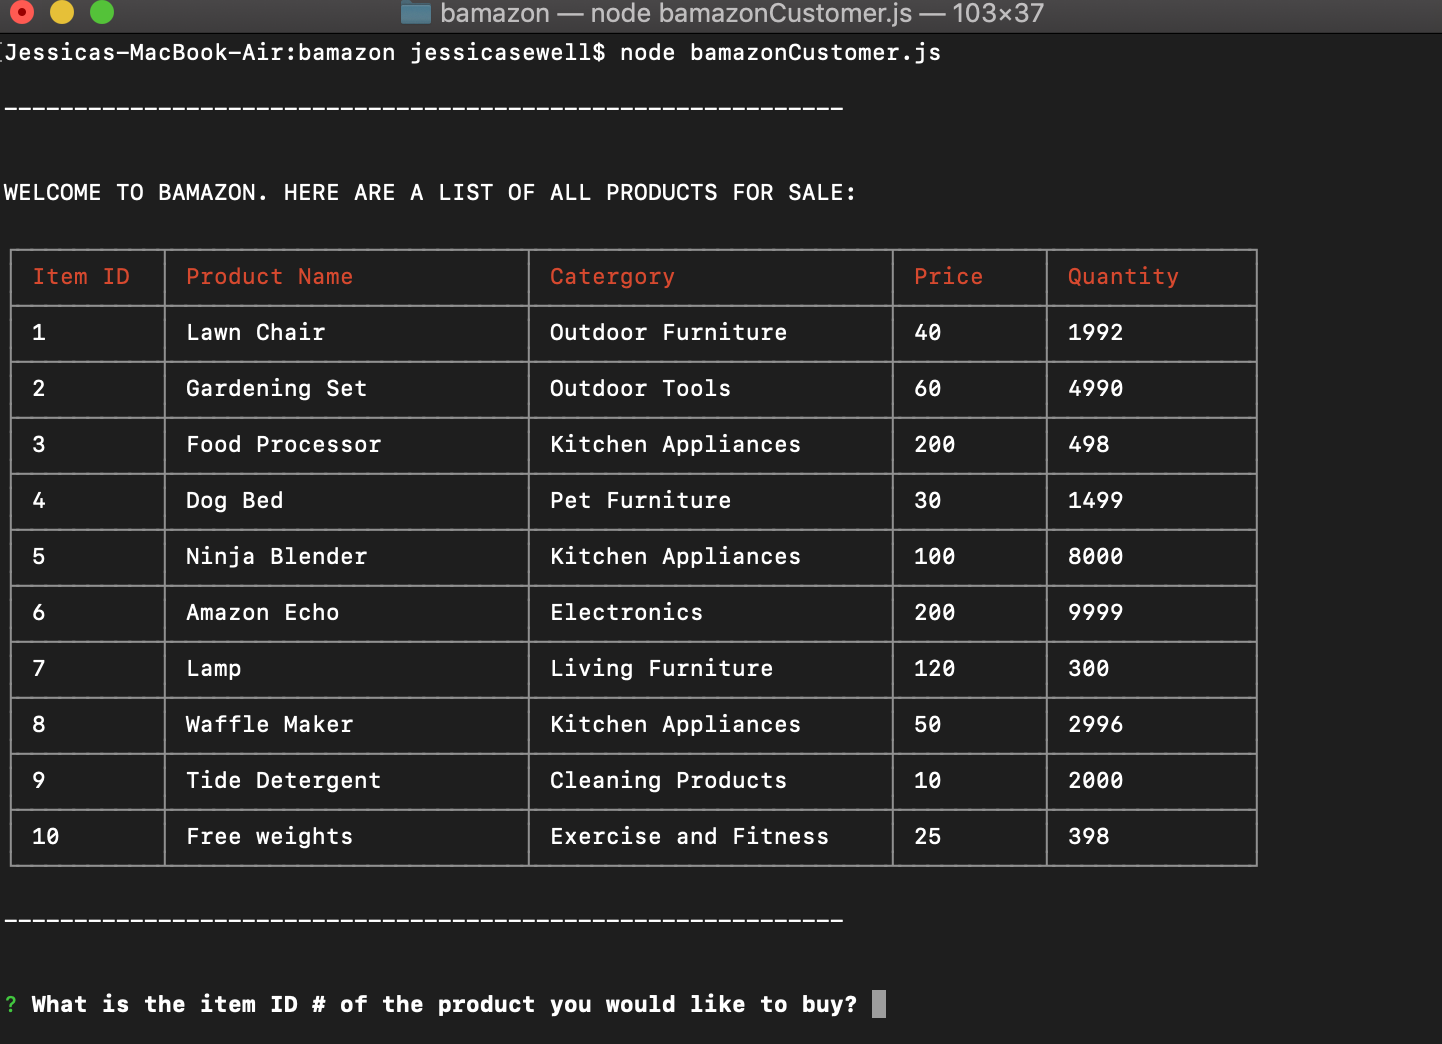 bamazon — node bamazonCustomer.js — 103×37
[Jessicas-MacBook-Air:bamazon jessicasewell$ node bamazonCustomer.js
------------------------------------------------------------
WELCOME TO BAMAZON. HERE ARE A LIST OF ALL PRODUCTS FOR SALE:
Item ID Product Name Catergory Price Quantity
1 Lawn Chair Outdoor Furniture 40 1992
2 Gardening Set Outdoor Tools 60 4990
3 Food Processor Kitchen Appliances 200 498
4 Dog Bed Pet Furniture 30 1499
5 Ninja Blender Kitchen Appliances 100 8000
6 Amazon Echo Electronics 200 9999
7 Lamp Living Furniture 120 300
8 Waffle Maker Kitchen Appliances 50 2996
9 Tide Detergent Cleaning Products 10 2000
10 Free weights Exercise and Fitness 25 398
------------------------------------------------------------
? What is the item ID # of the product you would like to buy?